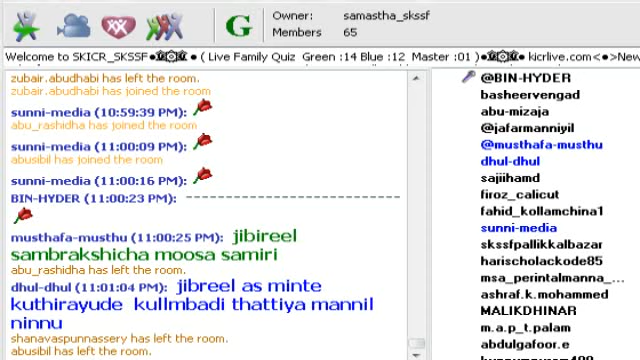 Owner: samastha_skssf
G Members 65
Welcome to SKICR_SKSSF ( Live Family Quiz Green :14 Blue :12 Master :01 ) kicrlive.com<•>New
zubair.abudhabi has left the room.
zubair.abudhabi has joined the room
sunni-media (10:59:39 PM):
abu_rashidha has joined the room
sunni-media (11:00:09 PM):
abusibil has joined the room
sunni-media (11:00:16 PM):
BIN-HYDER (11:00:23 PM): --------------------------------
musthafa-musthu (11:00:25 PM): jibireel
sambrakshicha moosa samiri
abu_rashidha has left the room.
dhul-dhul (11:01:04 PM): jibreel as minte
kuthirayude kullmbadi thattiya mannil
ninnu
shanavaspunnassery has left the room.
abusibil has left the room.
@BIN-HYDER
basheervengad
abu-mizaja
@jafarmanniyil
@musthafa-musthu
dhul-dhul
sajiihamd
firoz_calicut
fahid_kollamchina1
sunni-media
skssfpallikkalbazar
harischolackode85
msa_perintalmanna_...
ashraf.k.mohammed
MALIKDHINAR
m.a.p_t.palam
abdulgafoor.e